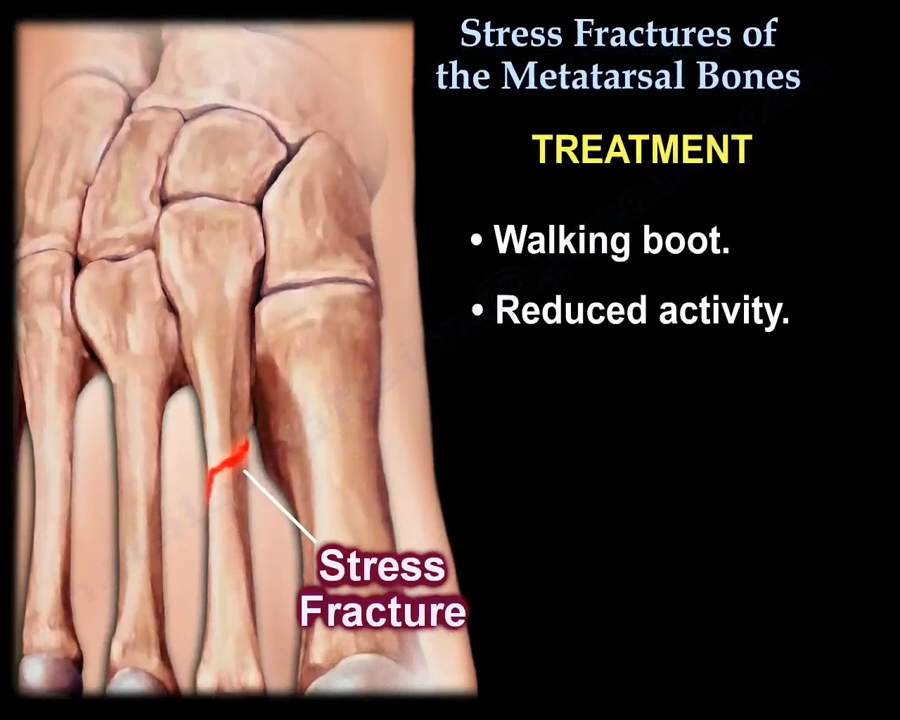 Stress Fractures of
the Metatarsal Bones
TREATMENT
• Walking boot.
• Reduced activity.
Stress
Fracture